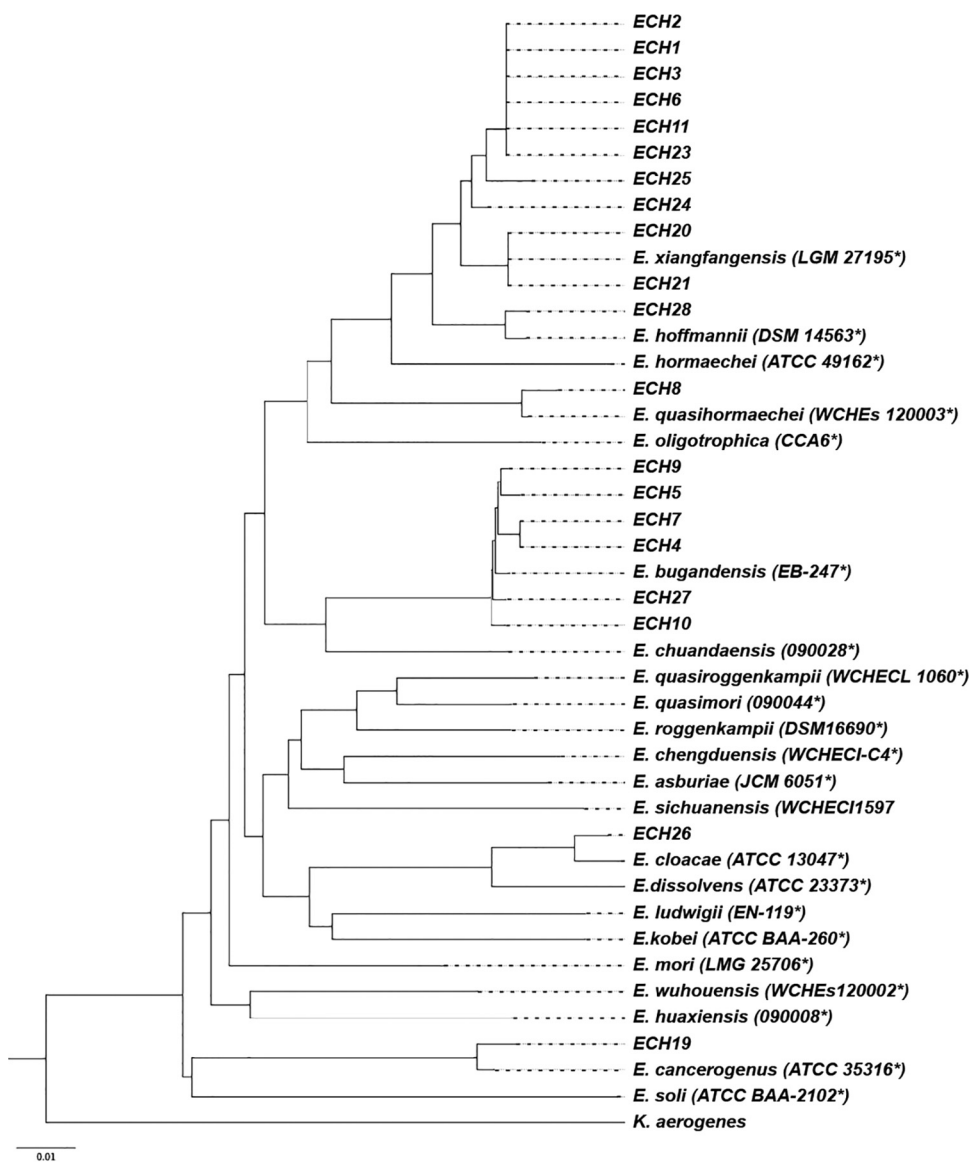 ECH2
ECH1
ECH3
ECH6
ECH11
ECH23
ECH25
ECH24
ECH20
E. xiangfangensis (LGM 27195*)
ECH21
ECH28
E. hoffmannii (DSM 14563*)
E. hormaechei (ATCC 49162*)
ECH8
E. quasihormaechei (WCHEs 120003*)
E. oligotrophica (CCA6*)
ECH9
ECH5
ECH7
ECH4
E. bugandensis (EB-247*)
ECH27
ECH10
E. chuandaensis (090028*)
E. quasiroggenkampii (WCHECL 1060*)
E. quasimori (090044*)
E. roggenkampii (DSM16690*)
E. chengduensis (WCHECI-C4*)
E. asburiae (JCM 6051*)
E. sichuanensis (WCHECI1597
ECH26
E. cloacae (ATCC 13047*)
E.dissolvens (ATCC 23373*)
E. ludwigii (EN-119*)
E.kobei (ATCC BAA-260*)
E. mori (LMG 25706*)
E. wuhouensis (WCHEs120002*)
E. huaxiensis (090008*)
ECH19
E. cancerogenus (ATCC 35316*)
E. soli (ATCC BAA-2102*)
K. aerogenes
0.01